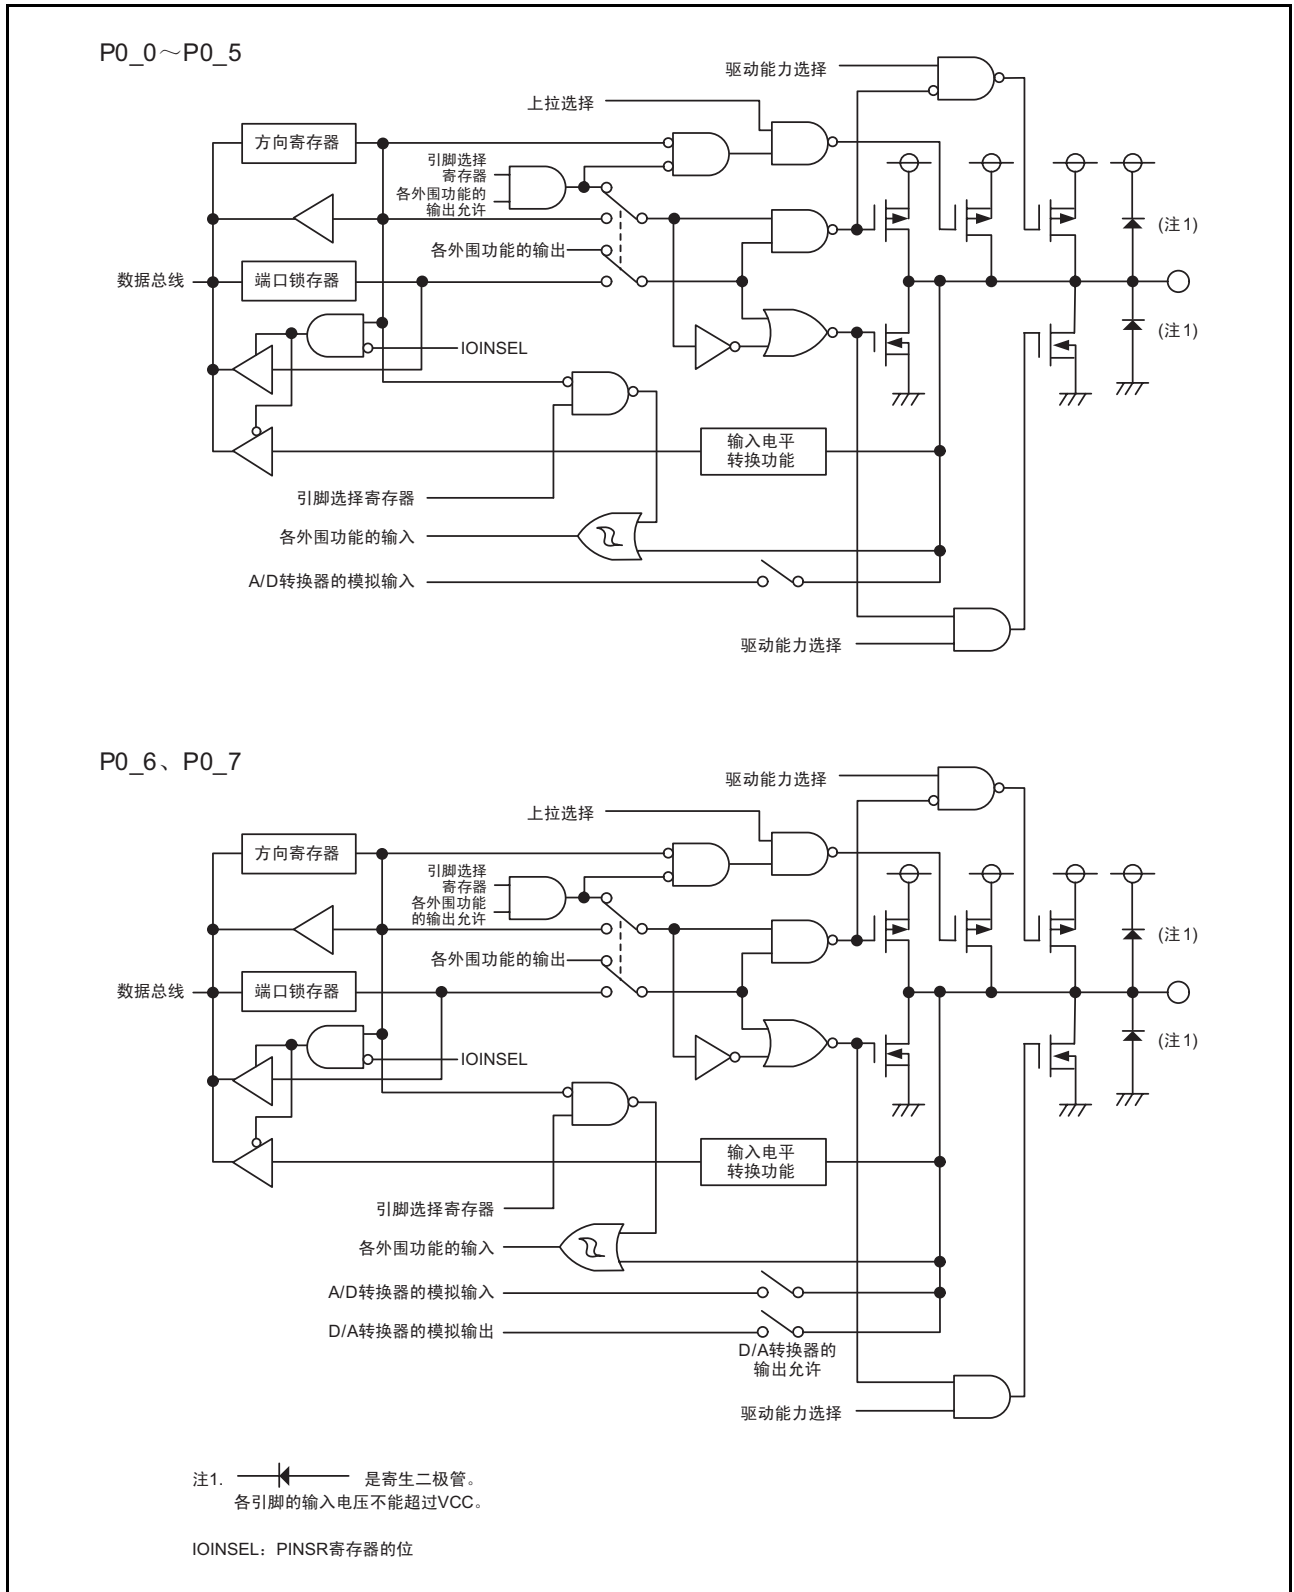 P0_0～P0_5
驱动能力选择
上拉选择
方向寄存器
引脚选择
寄存器
各外围功能的
输出允许
(注1)
各外围功能的输出
数据总线
端口锁存器
(注1)
IOINSEL
输入电平
转换功能
引脚选择寄存器
各外围功能的输入
A/D转换器的模拟输入
驱动能力选择
P0_6、P0_7
驱动能力选择
上拉选择
方向寄存器
引脚选择
寄存器
各外围功能
的输出允许
(注1)
各外围功能的输出
数据总线
端口锁存器
(注1)
IOINSEL
输入电平
转换功能
引脚选择寄存器
各外围功能的输入
A/D转换器的模拟输入
D/A转换器的模拟输出
D/A转换器的
输出允许
驱动能力选择
注1. 是寄生二极管。
各引脚的输入电压不能超过VCC。
IOINSEL：PINSR寄存器的位